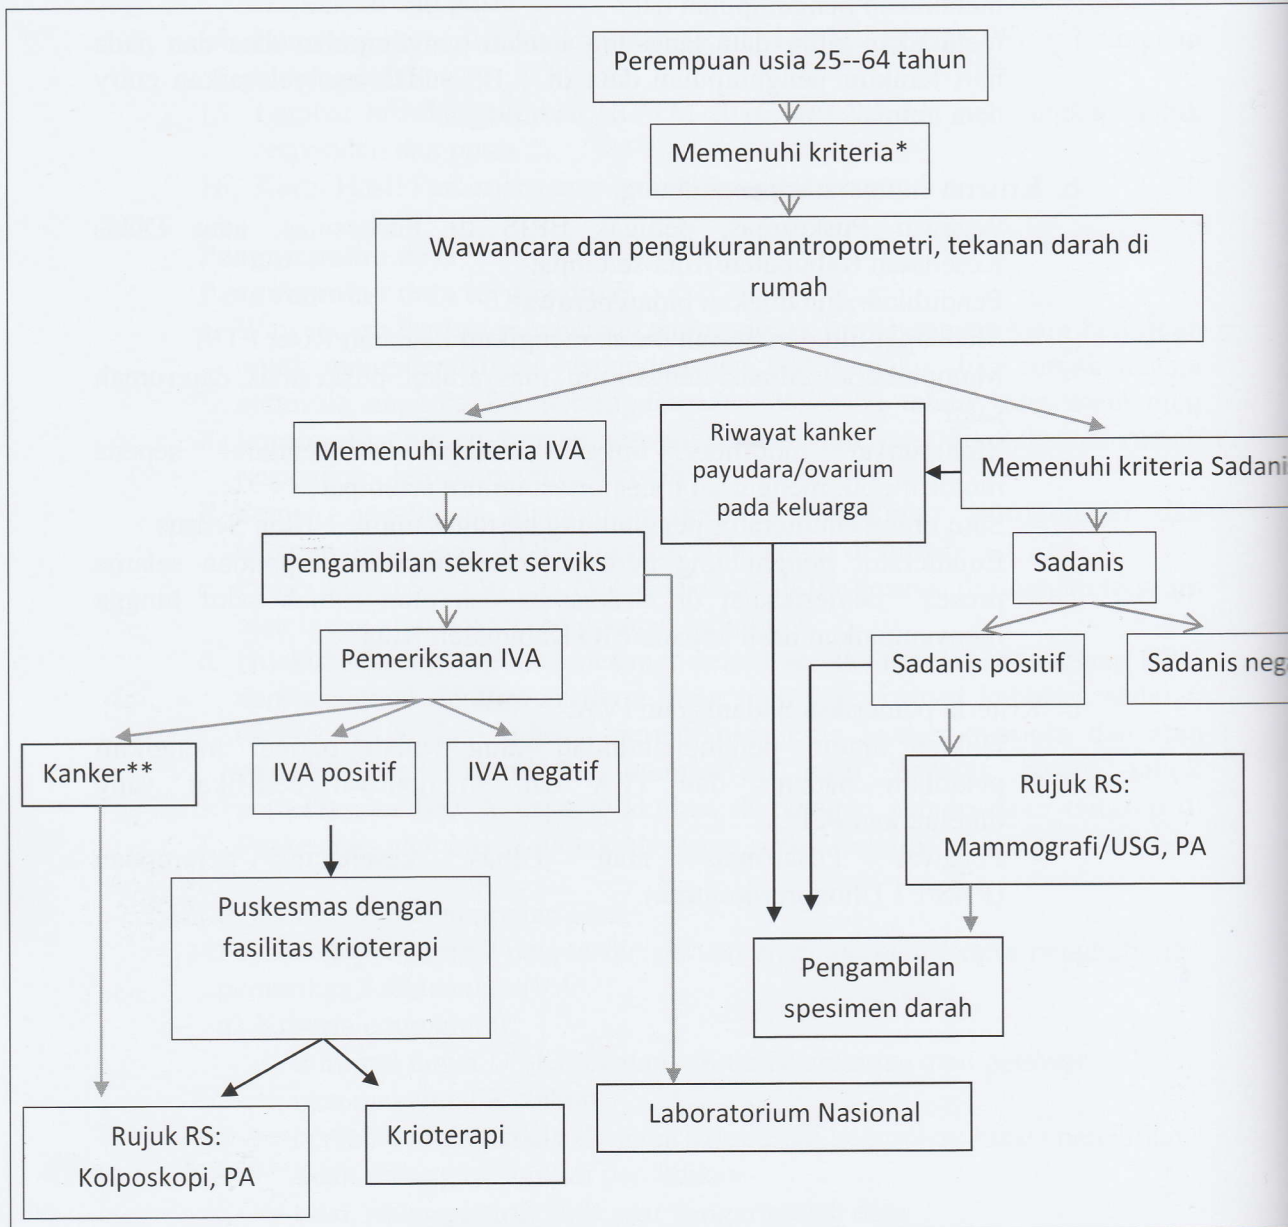 Perempuan usia 25--64 tahun
Memenuhi kriteria*
Wawancara dan pengukuranantropometri, tekanan darah di
rumah
Memenuhi kriteria IVA
Riwayat kanker
payudara/ovarium
pada keluarga
Memenuhi kriteria Sadani
Pengambilan sekret serviks
Sadanis
Pemeriksaan IVA
Sadanis positif
Sadanis neg
Kanker**
IVA positif
IVA negatif
Rujuk RS:
Mammografi/USG, PA
Puskesmas dengan
fasilitas Krioterapi
Pengambilan
spesimen darah
Laboratorium Nasional
Rujuk RS:
Kolposkopi, PA
Krioterapi